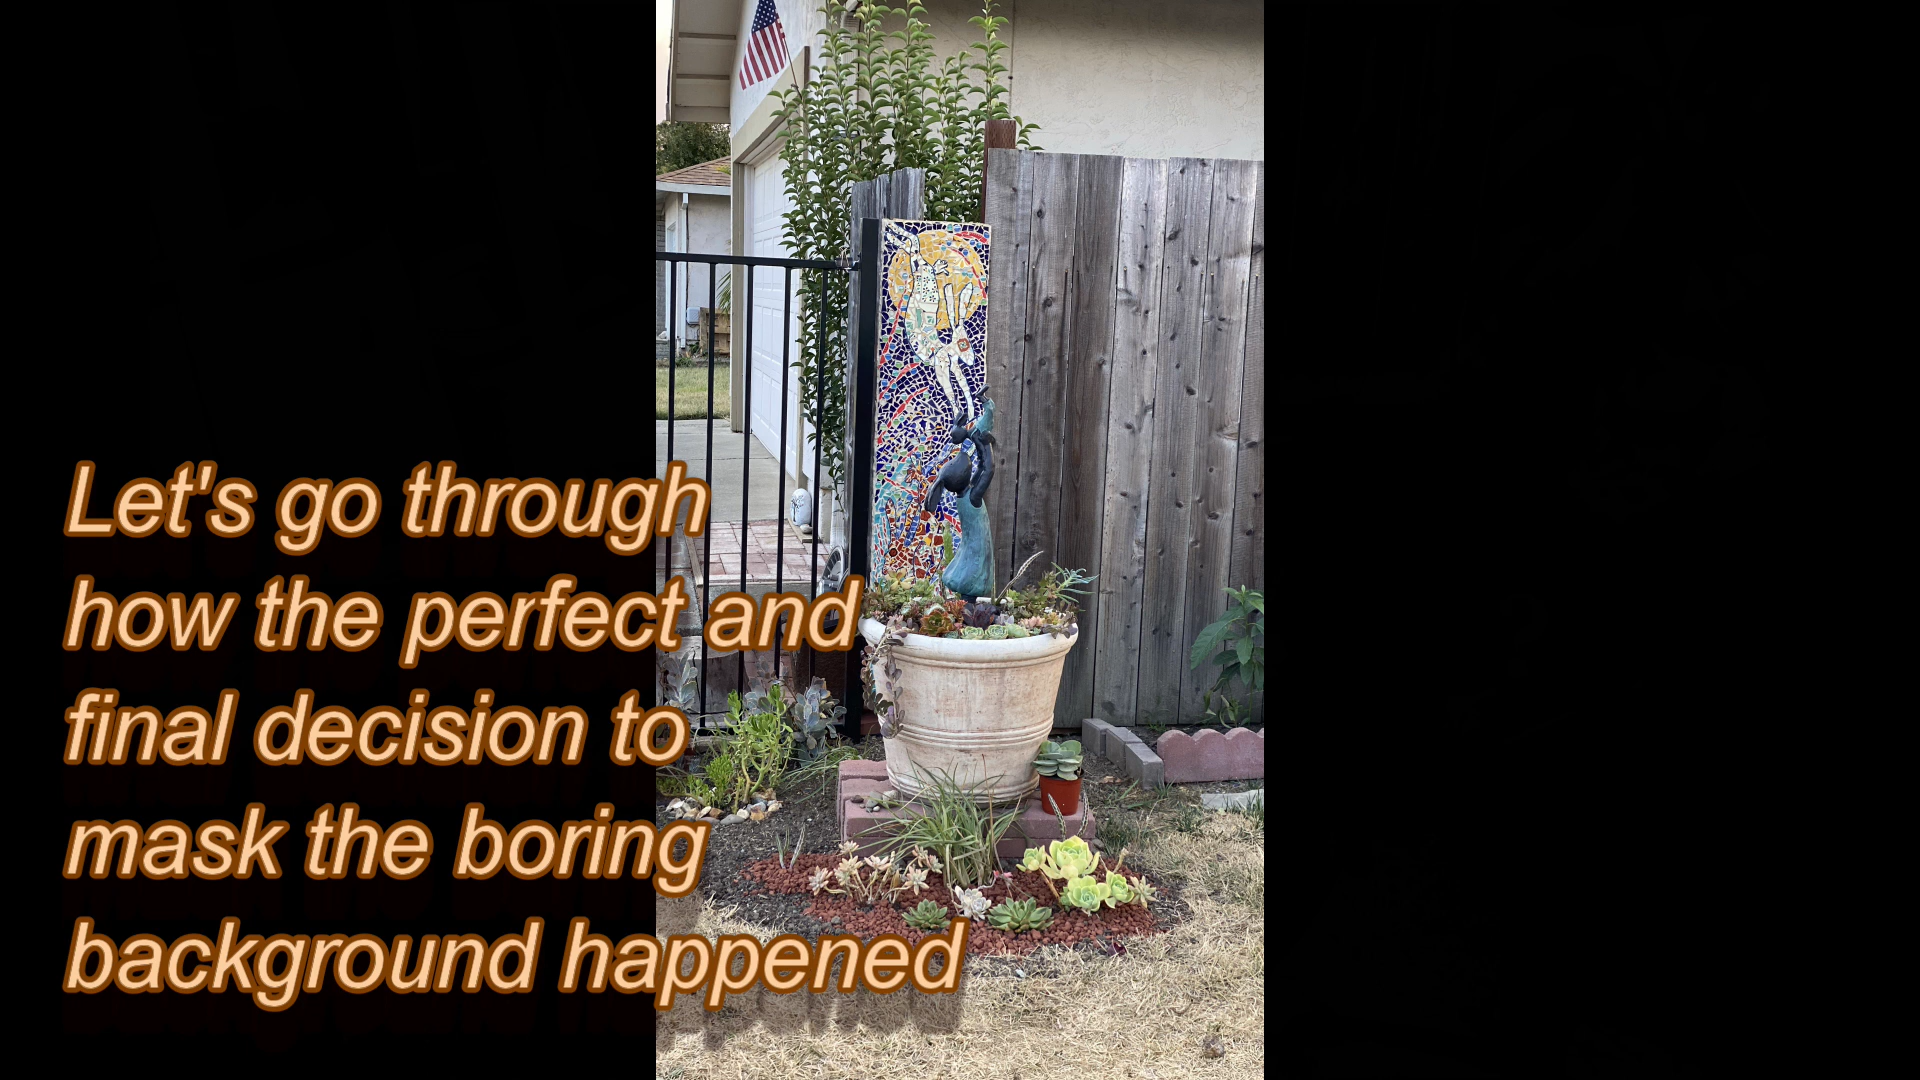 Let's go through
how the perfect and
final decision to
mask the boring
background happened